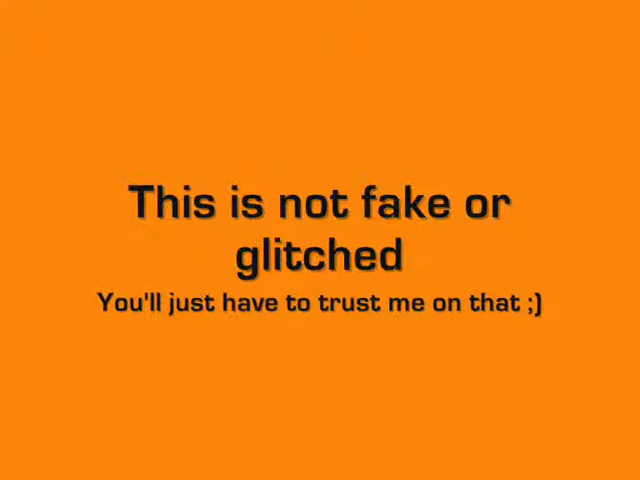 This is not fake or
glitched
You'll just have to trust me on that ;)